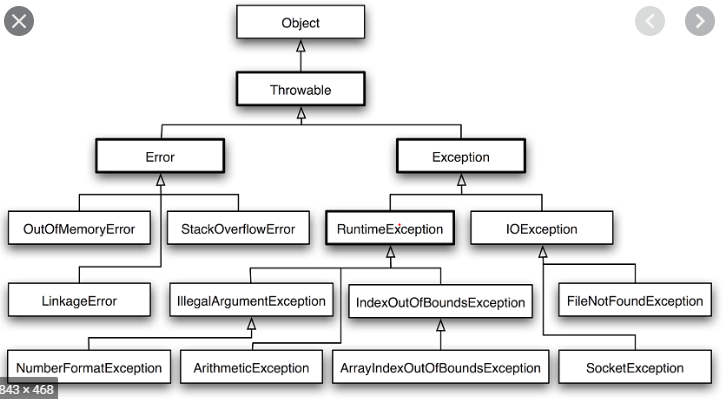 Object
Throwable
Error
Exception
OutOfMemoryError
StackOverflowError
RuntimeException
IOException
LinkageError
IllegalArgumentException
IndexOutOfBoundsException
FileNotFoundException
NumberFormatException
ArithmeticException
ArrayIndexOutOfBoundsException
SocketException
843 × 468